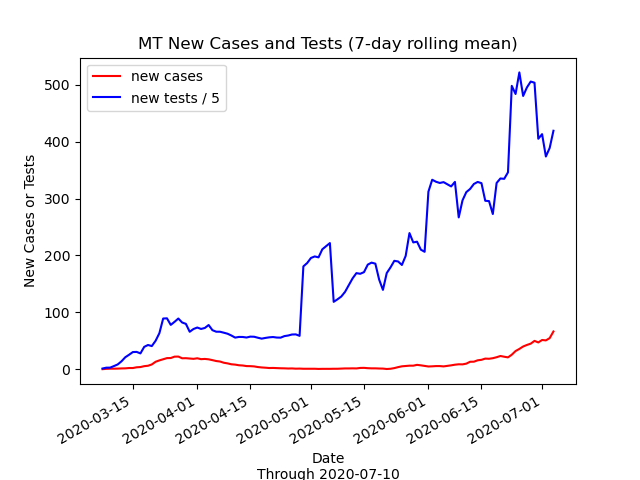 MT New Cases and Tests (7-day rolling mean)
new cases
new tests / 5
New Cases or Tests
500
400
300
200
100
0
2020-03-15
2020-04-01
2020-04-15
2020-05-01
2020-05-15
2020-06-01
2020-06-15
2020-07-01
Date
Through 2020-07-10